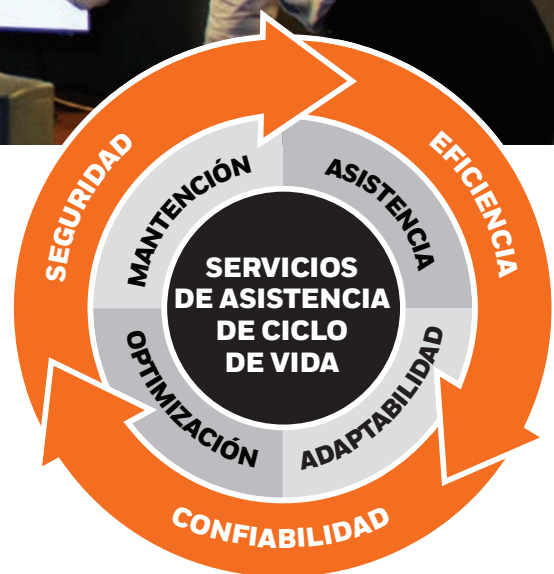 SEGURIDAD
EFICIENCIA
CONFIABILIDAD
MANTENCIÓN
ASISTENCIA
ADAPTABILIDAD
OPTIMIZACIÓN
SERVICIOS
DE ASISTENCIA
DE CICLO
DE VIDA